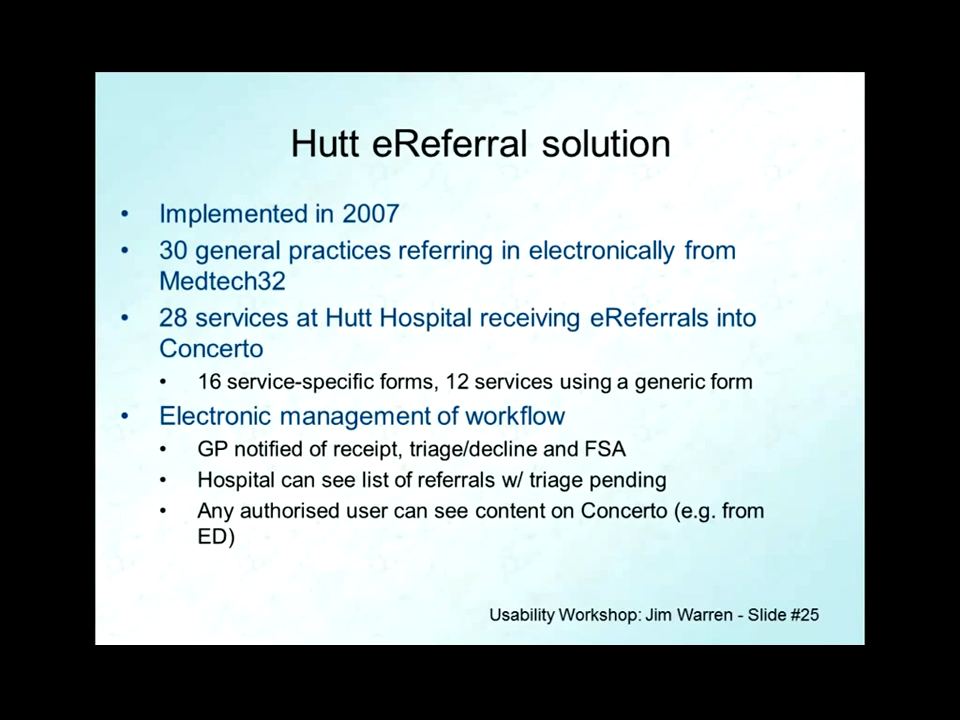 Hutt eReferral solution
• Implemented in 2007
• 30 general practices referring in electronically from
Medtech32
• 28 services at Hutt Hospital receiving eReferrals into
Concerto
• 16 service-specific forms, 12 services using a generic form
• Electronic management of workflow
• GP notified of receipt, triage/decline and FSA
• Hospital can see list of referrals w/ triage pending
• Any authorised user can see content on Concerto (e.g. from
ED)
Usability Workshop: Jim Warren - Slide #25